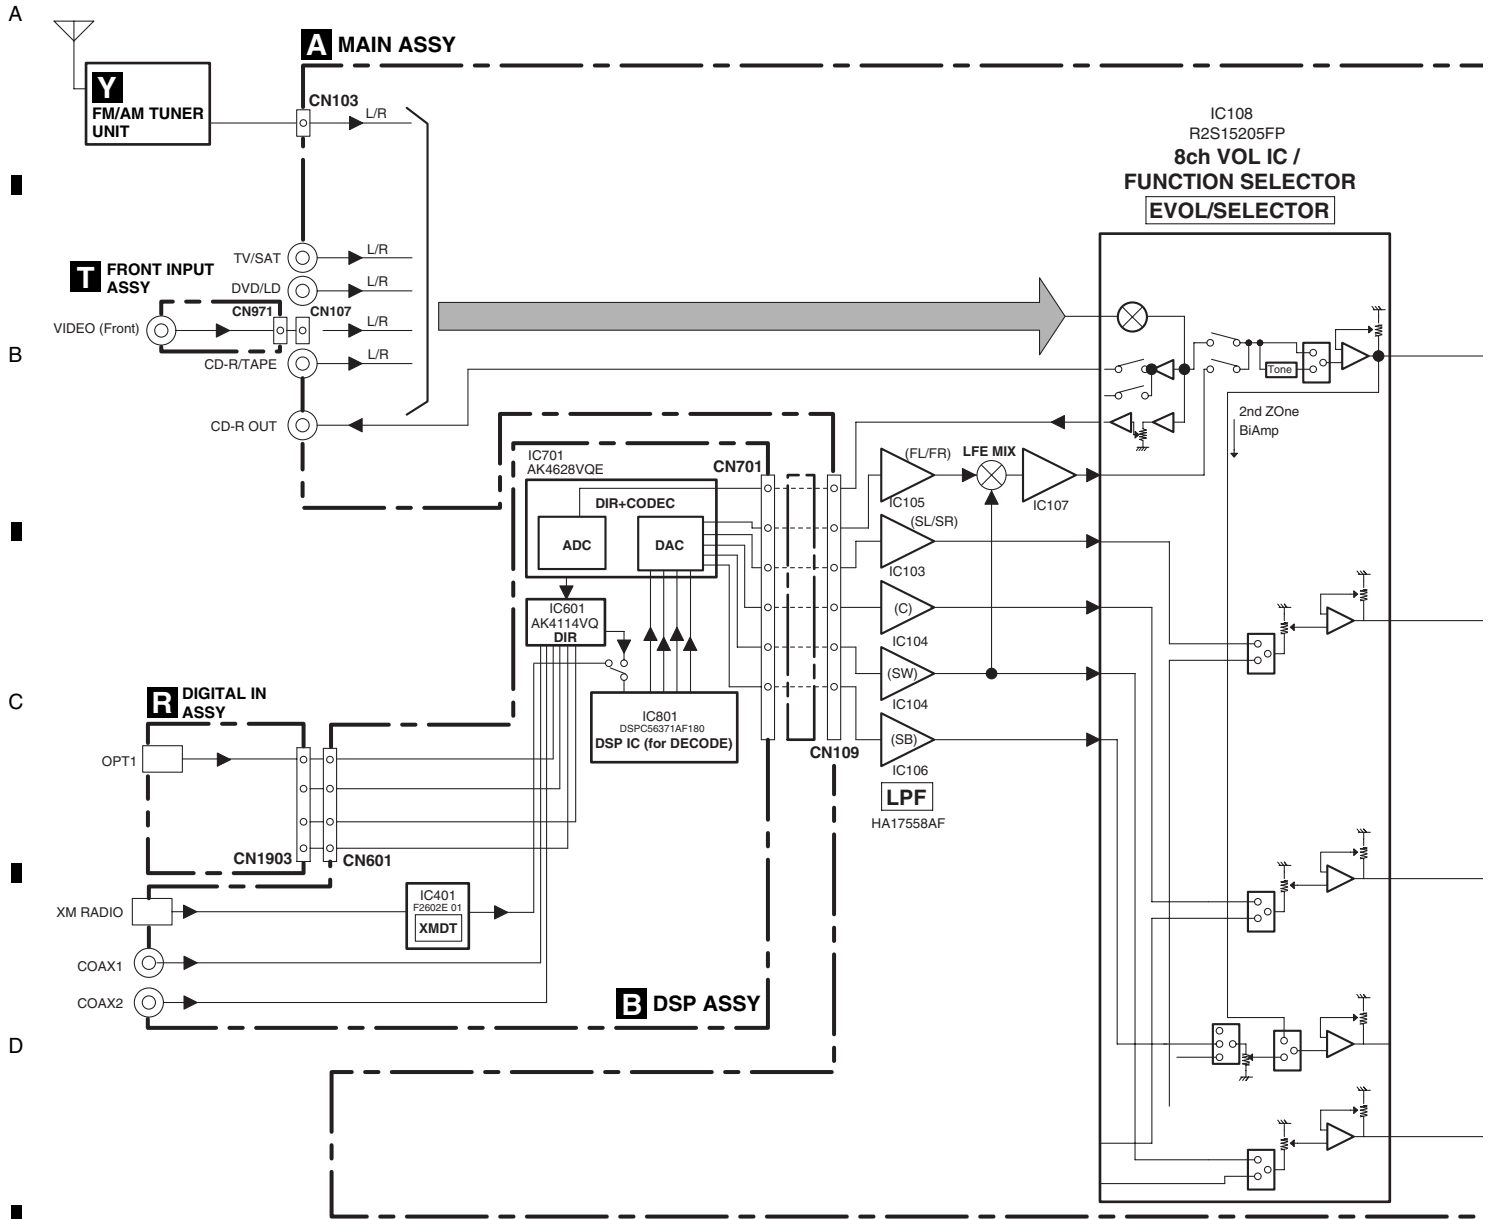 A
A MAIN ASSY
Y
FM/AM TUNER
UNIT
CN103
L/R
IC108
R2S15205FP
8ch VOL IC /
FUNCTION SELECTOR
EVOL/SELECTOR
TV/SAT
L/R
T FRONT INPUT
ASSY
DVD/LD
L/R
CN971
CN107
VIDEO (Front)
L/R
B
CD-R/TAPE
L/R
Tone
CD-R OUT
2nd ZOne
BiAmp
IC701
AK4628VQE
CN701
(FL/FR)
LFE MIX
DIR+CODEC
IC105
IC107
ADC
DAC
(SL/SR)
IC103
IC601
AK4114VQ
DIR
(C)
IC104
(SW)
IC104
C
R DIGITAL IN
ASSY
IC801
DSPC56371AF180
DSP IC (for DECODE)
(SB)
CN109
OPT1
IC106
LPF
HA17558AF
CN1903
CN601
XM RADIO
IC401
F2602E 01
XMDT
COAX1
COAX2
B DSP ASSY
D